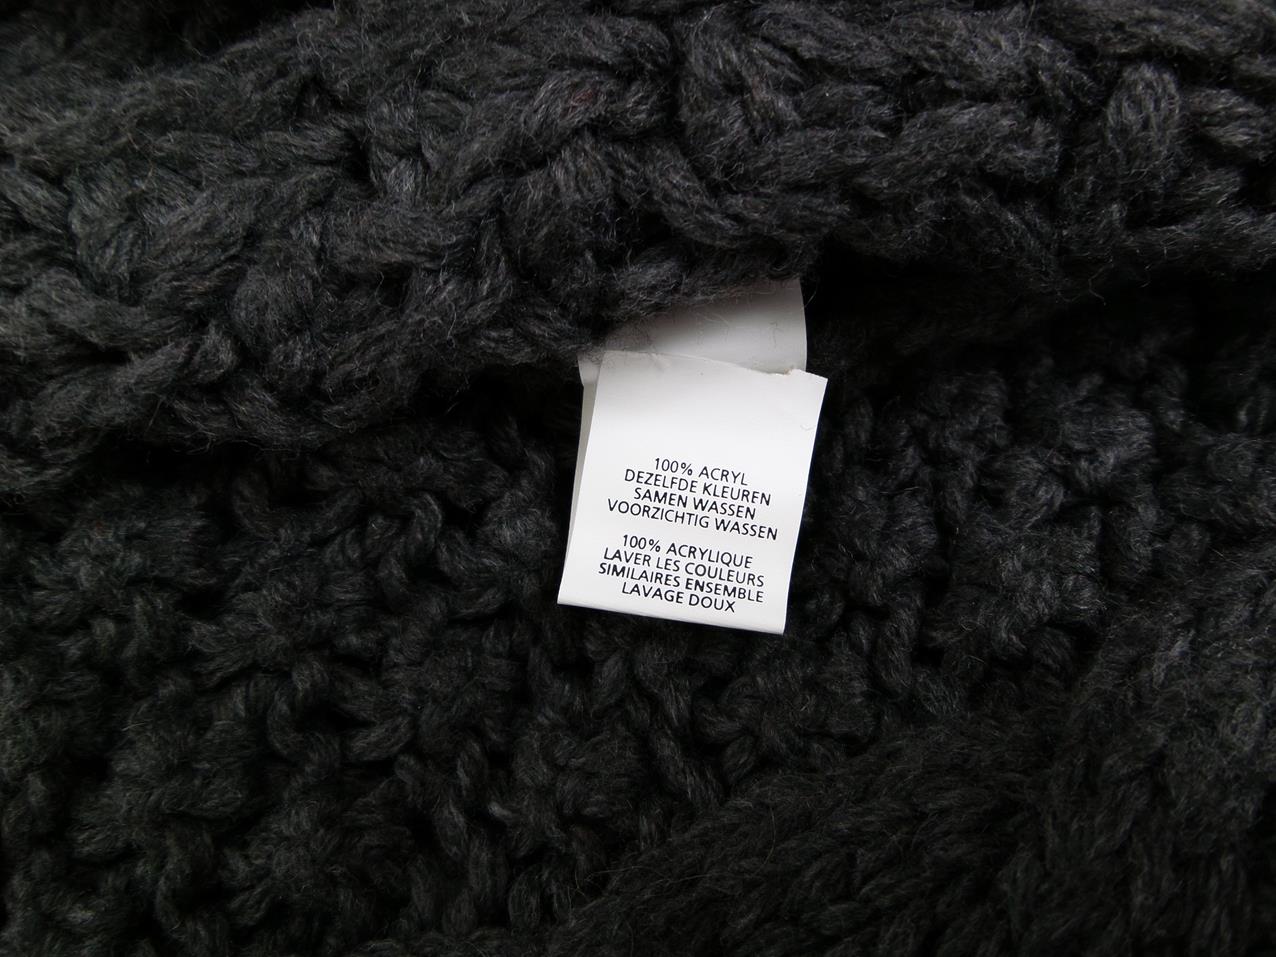 100% ACRYL
DEZELFDE KLEUREN
SAMEN WASSEN
VOORZICHTIG WASSEN
100% ACRYLIQUE
LAVER LES COULEURS
SIMILAIRES ENSEMBLE
LAVAGE DOUX